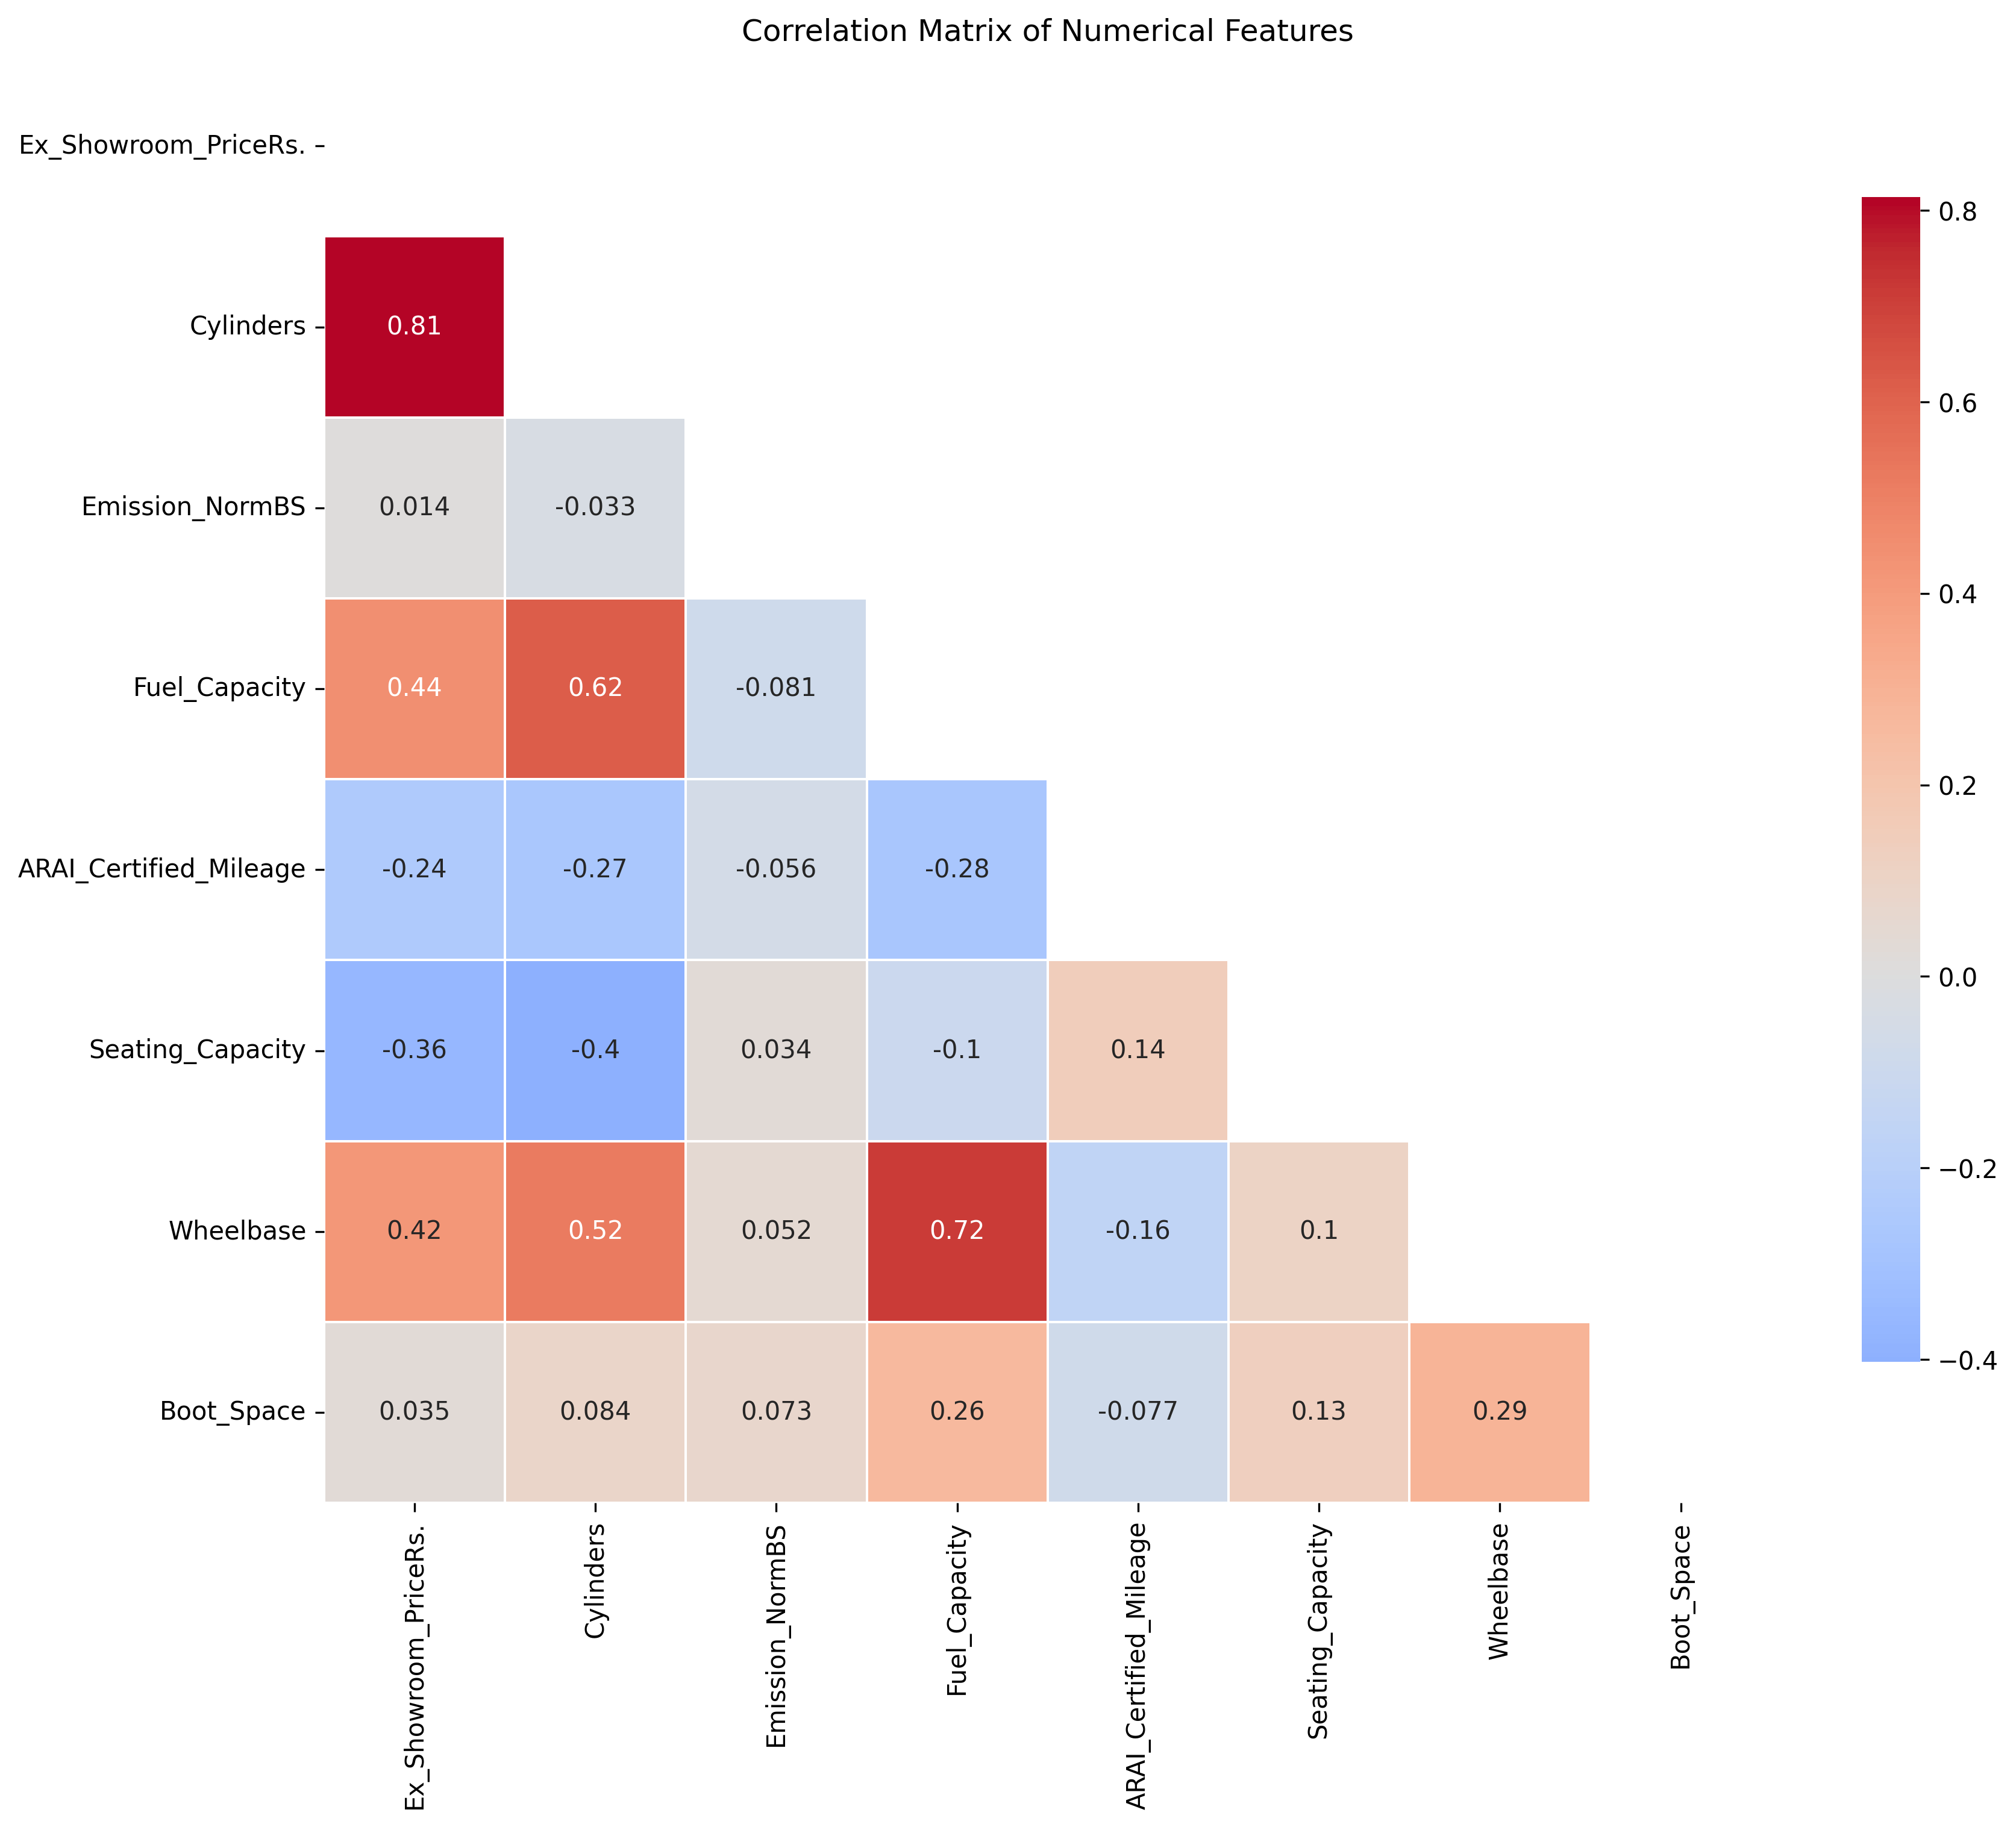 Correlation Matrix of Numerical Features
Ex_Showroom_PriceRs.
Cylinders 0.81
Emission_NormBS 0.014 -0.033
Fuel_Capacity 0.44 0.62 -0.081
ARAI_Certified_Mileage -0.24 -0.27 -0.056 -0.28
Seating_Capacity -0.36 -0.4 0.034 -0.1 0.14
Wheelbase 0.42 0.52 0.052 0.72 -0.16 0.1
Boot_Space 0.035 0.084 0.073 0.26 -0.077 0.13 0.29
Ex_Showroom_PriceRs.
Cylinders
Emission_NormBS
Fuel_Capacity
ARAI_Certified_Mileage
Seating_Capacity
Wheelbase
Boot_Space
0.8
0.6
0.4
0.2
0.0
−0.2
−0.4